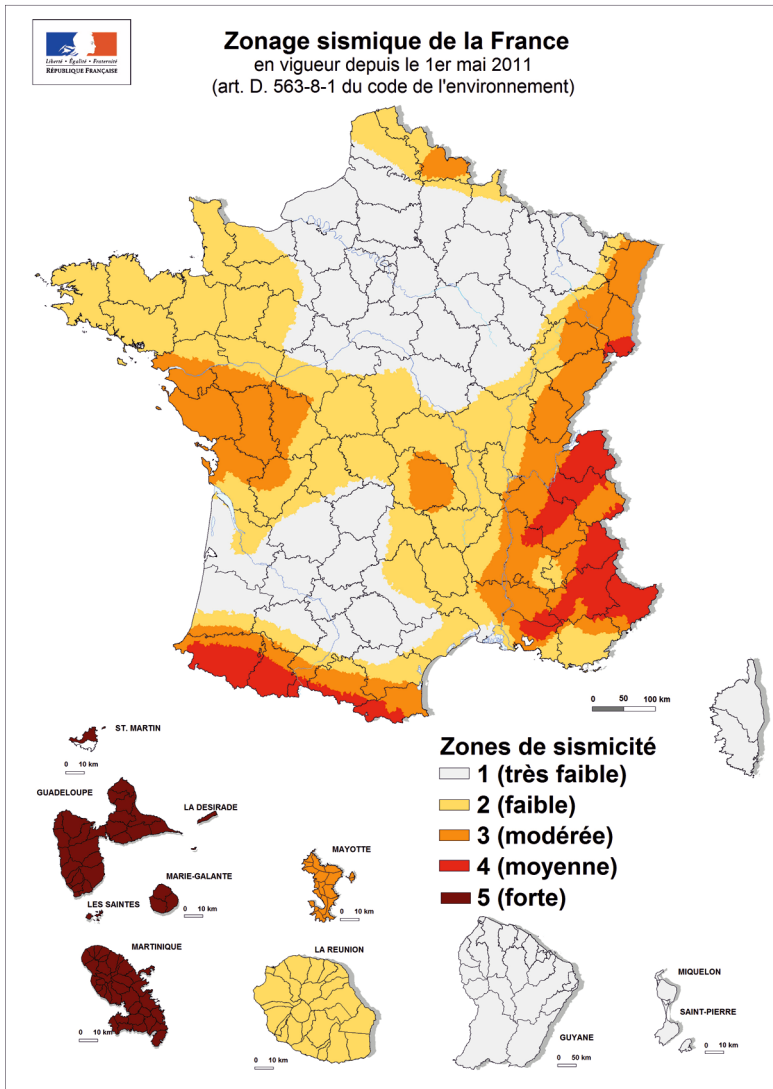 Liberté • Égalité • Fraternité
RÉPUBLIQUE FRANÇAISE
Zonage sismique de la France
en vigueur depuis le 1er mai 2011
(art. D. 563-8-1 du code de l'environnement)
0 50 100 km
ST. MARTIN
0 10 km
GUADELOUPE
LA DESIRADE
MARIE-GALANTE
LES SAINTES
0 10 km
MARTINIQUE
0 10 km
MAYOTTE
0 10 km
LA REUNION
0 10 km
Zones de sismicité
1 (très faible)
2 (faible)
3 (modérée)
4 (moyenne)
5 (forte)
GUYANE
0 50 km
MIQUELON
SAINT-PIERRE
0 10 km